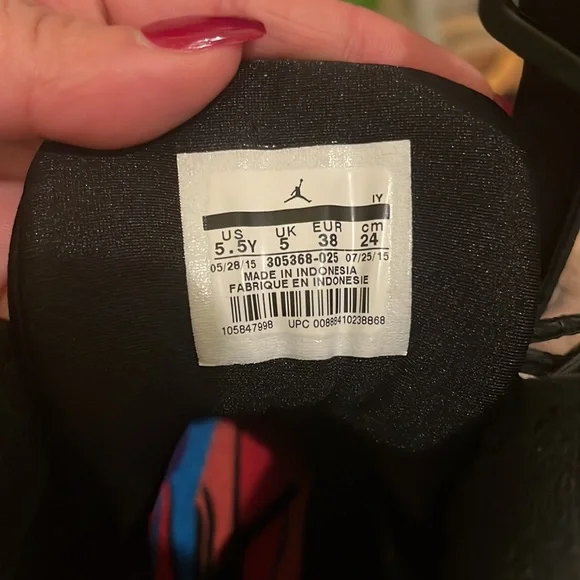 IY
US UK EUR cm
5.5Y 5 38 24
05/28/15 305368-025 07/25/15
MADE IN INDONESIA
FABRIQUE EN INDONESIE
105847998 UPC 00888410238868